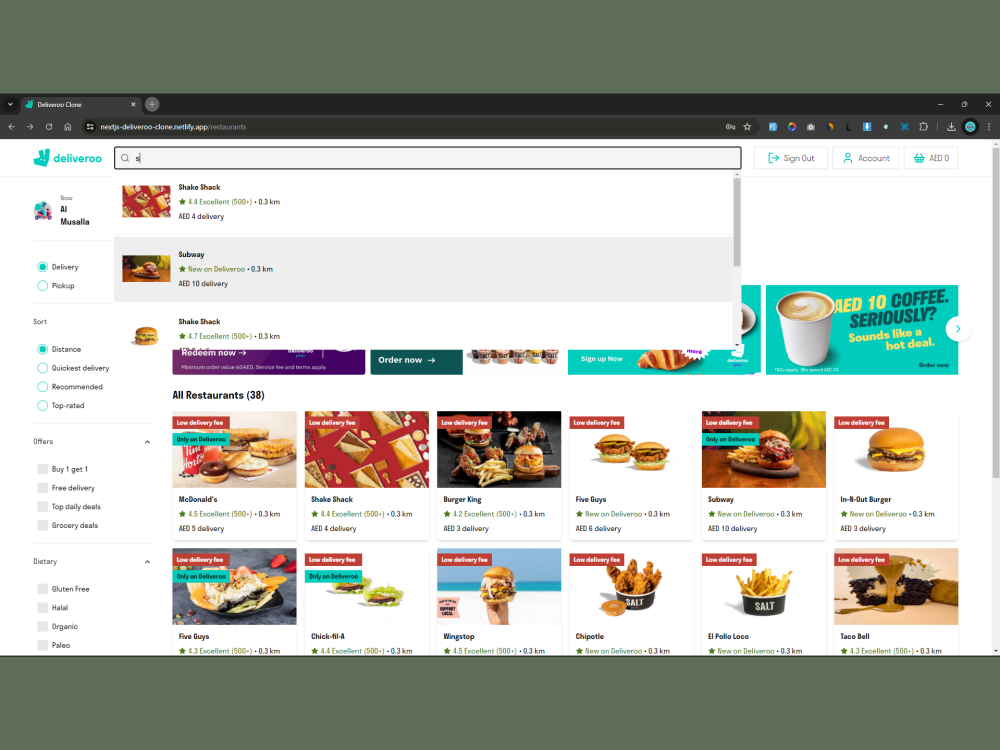 Deliveroo Clone
nextjs-deliveroo-clone.netlify.app/restaurants
deliveroo
s
Sign Out
Account
AED 0
Now
Al
Musalla
Shake Shack
4.4 Excellent (500+) • 0.3 km
AED 4 delivery
Subway
New on Deliveroo • 0.3 km
AED 10 delivery
Shake Shack
4.7 Excellent (500+) • 0.3 km
Delivery
Pickup
Sort
Distance
Quickest delivery
Recommended
Top-rated
Offers
Buy 1 get 1
Free delivery
Top daily deals
Grocery deals
Dietary
Gluten Free
Halal
Organic
Paleo
Redeem now →
deliveroo
plus
Minimum order value 60AED. Service fee and terms apply.
Order now →
Sign up Now
more
AED 10 COFFEE.
SERIOUSLY?
Sounds like a
hot deal.
Order now
All Restaurants (38)
Low delivery fee
Only on Deliveroo
McDonald's
4.5 Excellent (500+) • 0.3 km
AED 5 delivery
Low delivery fee
Shake Shack
4.4 Excellent (500+) • 0.3 km
AED 4 delivery
Low delivery fee
Burger King
4.2 Excellent (500+) • 0.3 km
AED 3 delivery
Low delivery fee
Five Guys
New on Deliveroo • 0.3 km
AED 6 delivery
Low delivery fee
Only on Deliveroo
Subway
New on Deliveroo • 0.3 km
AED 10 delivery
Low delivery fee
In-N-Out Burger
New on Deliveroo • 0.3 km
AED 3 delivery
Low delivery fee
Only on Deliveroo
Five Guys
4.3 Excellent (500+) • 0.3 km
Low delivery fee
Only on Deliveroo
Chick-fil-A
4.4 Excellent (500+) • 0.3 km
Low delivery fee
SUPPORT
LOCAL
Wingstop
4.5 Excellent (500+) • 0.3 km
Low delivery fee
SALT
Chipotle
New on Deliveroo • 0.3 km
Low delivery fee
SALT
El Pollo Loco
New on Deliveroo • 0.3 km
Low delivery fee
Taco Bell
4.3 Excellent (500+) • 0.3 km